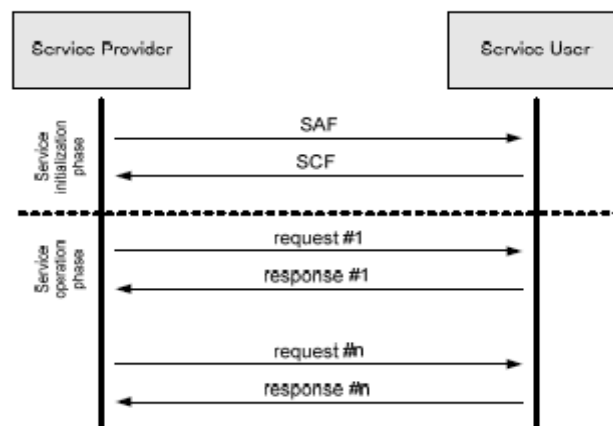 Service Provider
Service User
Service
initialization
phase
SAF
SCF
Service
operation
phase
request #1
response #1
request #n
response #n